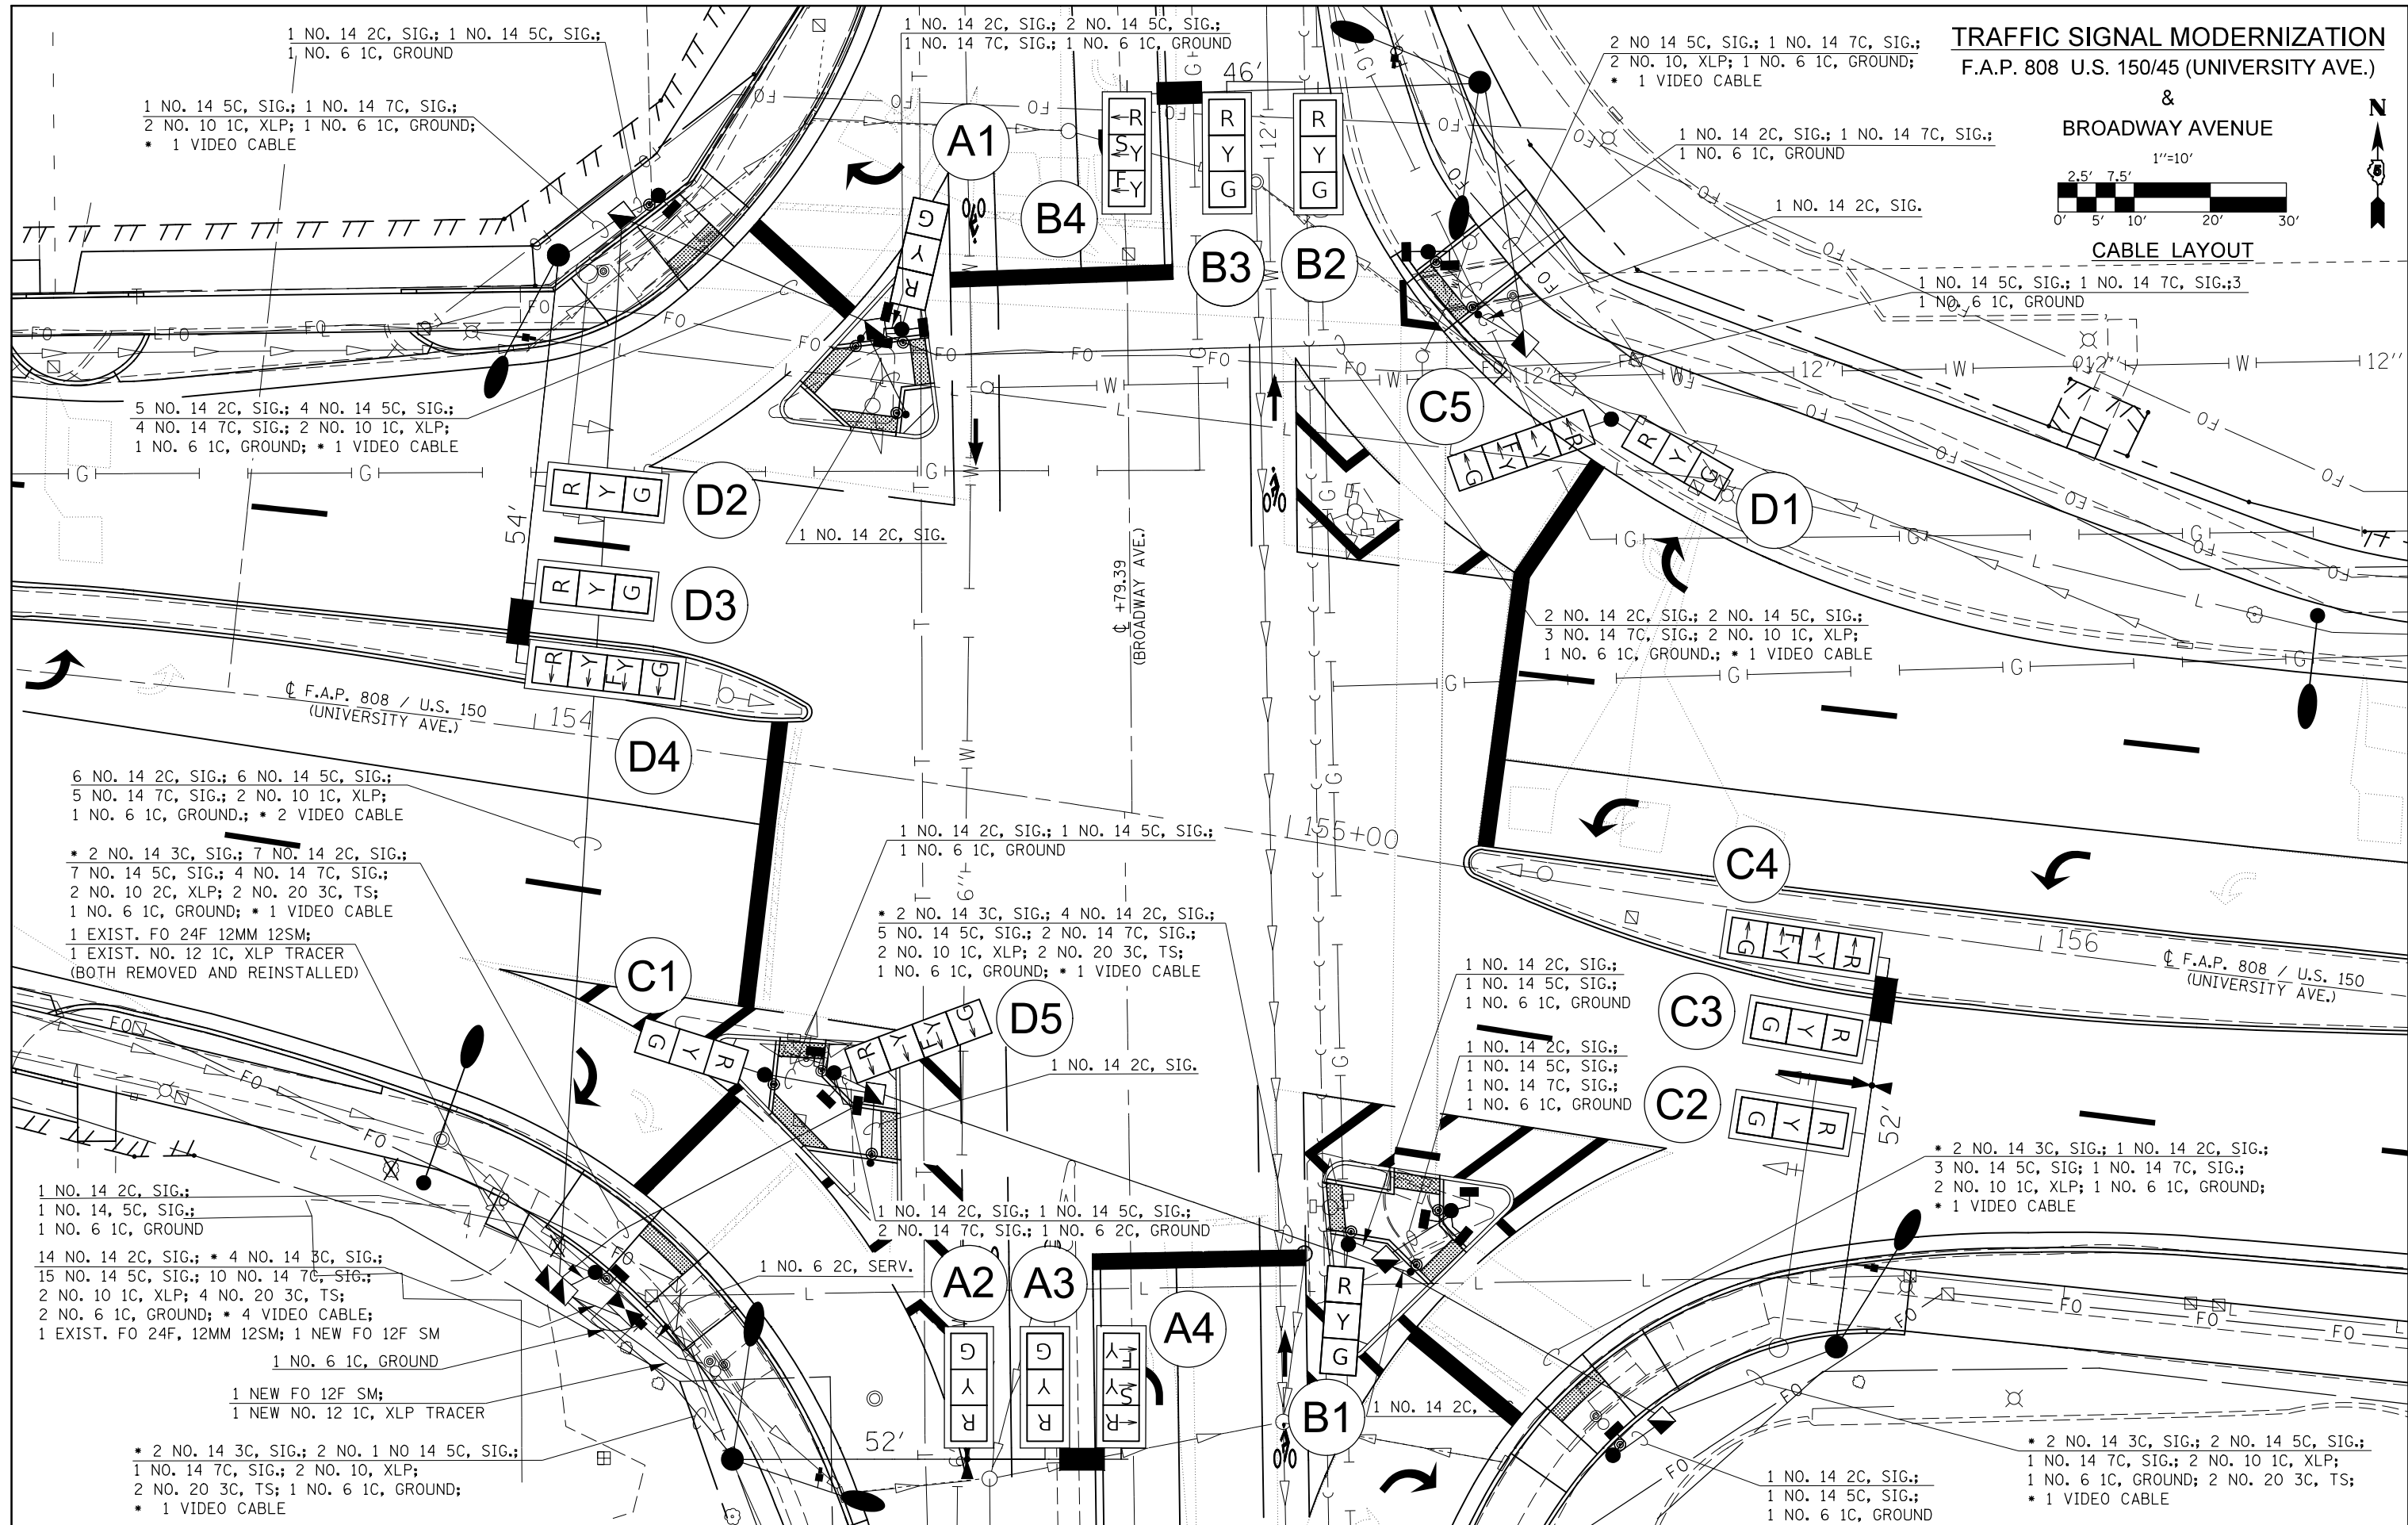 TRAFFIC SIGNAL MODERNIZATION
F.A.P. 808 U.S. 150/45 (UNIVERSITY AVE.)
&
BROADWAY AVENUE
1"=10'
2.5' 7.5'
0' 5' 10' 20' 30'
CABLE LAYOUT
N
1 NO. 14 2C, SIG.; 1 NO. 14 5C, SIG.;
1 NO. 6 1C, GROUND
1 NO. 14 5C, SIG.; 1 NO. 14 7C, SIG.;
2 NO. 10 1C, XLP; 1 NO. 6 1C, GROUND;
* 1 VIDEO CABLE
1 NO. 14 2C, SIG.; 2 NO. 14 5C, SIG.;
1 NO. 14 7C, SIG.; 1 NO. 6 1C, GROUND
46'
2 NO 14 5C, SIG.; 1 NO. 14 7C, SIG.;
2 NO. 10, XLP; 1 NO. 6 1C, GROUND;
* 1 VIDEO CABLE
1 NO. 14 2C, SIG.; 1 NO. 14 7C, SIG.;
1 NO. 6 1C, GROUND
1 NO. 14 2C, SIG.
1 NO. 14 5C, SIG.; 1 NO. 14 7C, SIG.;3
1 NO. 6 1C, GROUND
A1
B4
B3
B2
←R
S←Y
F←Y
R Y G
R Y G
G Y R
5 NO. 14 2C, SIG.; 4 NO. 14 5C, SIG.;
4 NO. 14 7C, SIG.; 2 NO. 10 1C, XLP;
1 NO. 6 1C, GROUND; * 1 VIDEO CABLE
C5
D1
R Y G
D2
R Y G
54'
D3
R Y G
D4
←R ←Y F←Y ←G
1 NO. 14 2C, SIG.
℄ +79.39
(BROADWAY AVE.)
2 NO. 14 2C, SIG.; 2 NO. 14 5C, SIG.;
3 NO. 14 7C, SIG.; 2 NO. 10 1C, XLP;
1 NO. 6 1C, GROUND.; * 1 VIDEO CABLE
℄ F.A.P. 808 / U.S. 150
(UNIVERSITY AVE.)
154
6 NO. 14 2C, SIG.; 6 NO. 14 5C, SIG.;
5 NO. 14 7C, SIG.; 2 NO. 10 1C, XLP;
1 NO. 6 1C, GROUND.; * 2 VIDEO CABLE
* 2 NO. 14 3C, SIG.; 7 NO. 14 2C, SIG.;
7 NO. 14 5C, SIG.; 4 NO. 14 7C, SIG.;
2 NO. 10 2C, XLP; 2 NO. 20 3C, TS;
1 NO. 6 1C, GROUND; * 1 VIDEO CABLE
1 EXIST. FO 24F 12MM 12SM;
1 EXIST. NO. 12 1C, XLP TRACER
(BOTH REMOVED AND REINSTALLED)
1 NO. 14 2C, SIG.; 1 NO. 14 5C, SIG.;
1 NO. 6 1C, GROUND
155+00
* 2 NO. 14 3C, SIG.; 4 NO. 14 2C, SIG.;
5 NO. 14 5C, SIG.; 2 NO. 14 7C, SIG.;
2 NO. 10 1C, XLP; 2 NO. 20 3C, TS;
1 NO. 6 1C, GROUND; * 1 VIDEO CABLE
C4
156
℄ F.A.P. 808 / U.S. 150
(UNIVERSITY AVE.)
C1
G Y R
D5
←R Y FY G
C3
G Y R
C2
G Y R
52'
1 NO. 14 2C, SIG.;
1 NO. 14 5C, SIG.;
1 NO. 6 1C, GROUND
1 NO. 14 2C, SIG.;
1 NO. 14 5C, SIG.;
1 NO. 14 7C, SIG.;
1 NO. 6 1C, GROUND
1 NO. 14 2C, SIG.
* 2 NO. 14 3C, SIG.; 1 NO. 14 2C, SIG.;
3 NO. 14 5C, SIG; 1 NO. 14 7C, SIG.;
2 NO. 10 1C, XLP; 1 NO. 6 1C, GROUND;
* 1 VIDEO CABLE
1 NO. 14 2C, SIG.;
1 NO. 14, 5C, SIG.;
1 NO. 6 1C, GROUND
14 NO. 14 2C, SIG.; * 4 NO. 14 3C, SIG.;
15 NO. 14 5C, SIG.; 10 NO. 14 7C, SIG.;
2 NO. 10 1C, XLP; 4 NO. 20 3C, TS;
2 NO. 6 1C, GROUND; * 4 VIDEO CABLE;
1 EXIST. FO 24F, 12MM 12SM; 1 NEW FO 12F SM
1 NO. 6 1C, GROUND
1 NEW FO 12F SM;
1 NEW NO. 12 1C, XLP TRACER
1 NO. 14 2C, SIG.; 1 NO. 14 5C, SIG.;
2 NO. 14 7C, SIG.; 1 NO. 6 2C, GROUND
1 NO. 6 2C, SERV.
A2
A3
A4
B1
G Y R
G Y R
R Y G
52'
1 NO. 14 2C,
* 2 NO. 14 3C, SIG.; 2 NO. 1 NO 14 5C, SIG.;
1 NO. 14 7C, SIG.; 2 NO. 10, XLP;
2 NO. 20 3C, TS; 1 NO. 6 1C, GROUND;
* 1 VIDEO CABLE
1 NO. 14 2C, SIG.;
1 NO. 14 5C, SIG.;
1 NO. 6 1C, GROUND
* 2 NO. 14 3C, SIG.; 2 NO. 14 5C, SIG.;
1 NO. 14 7C, SIG.; 2 NO. 10 1C, XLP;
1 NO. 6 1C, GROUND; 2 NO. 20 3C, TS;
* 1 VIDEO CABLE